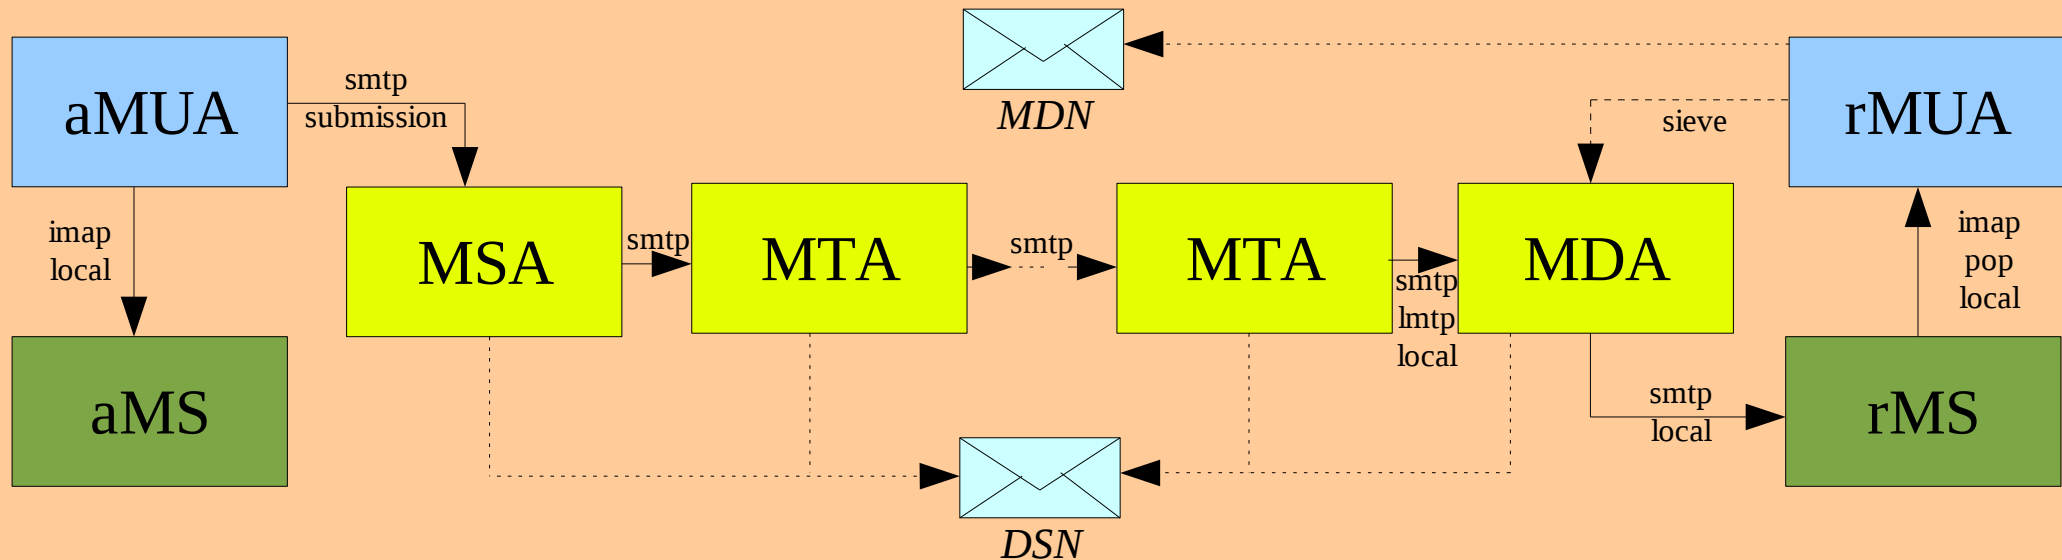 aMUA
smtp
submission
MDN
sieve
rMUA
imap
local
MSA
smtp
MTA
smtp
MTA
smtp
lmtp
local
MDA
imap
pop
local
aMS
smtp
local
rMS
DSN